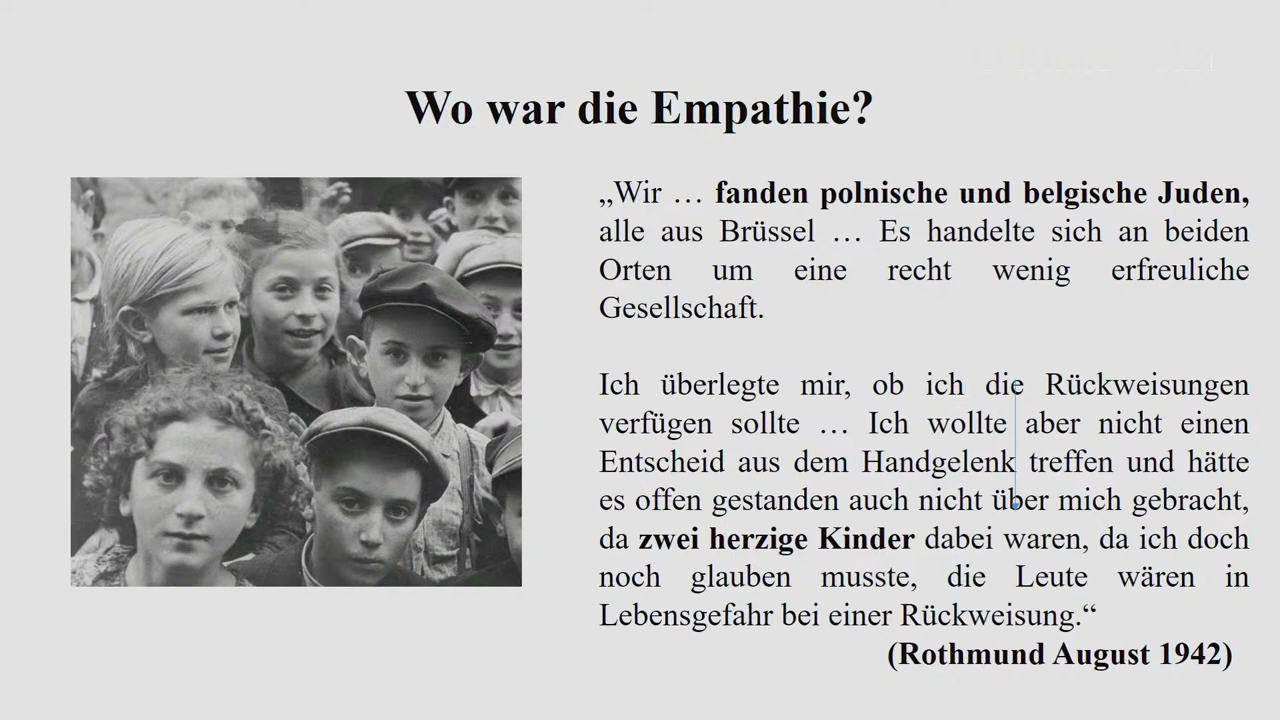 Wo war die Empathie?
„Wir … fanden polnische und belgische Juden,
alle aus Brüssel … Es handelte sich an beiden
Orten um eine recht wenig erfreuliche
Gesellschaft.
Ich überlegte mir, ob ich die Rückweisungen
verfügen sollte … Ich wollte aber nicht einen
Entscheid aus dem Handgelenk treffen und hätte
es offen gestanden auch nicht über mich gebracht,
da zwei herzige Kinder dabei waren, da ich doch
noch glauben musste, die Leute wären in
Lebensgefahr bei einer Rückweisung.“
(Rothmund August 1942)